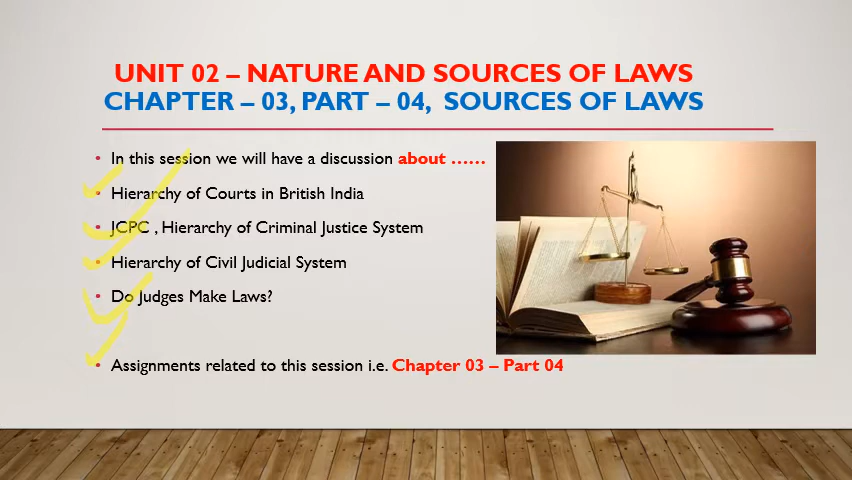 UNIT 02 – NATURE AND SOURCES OF LAWS
CHAPTER – 03, PART – 04, SOURCES OF LAWS
• In this session we will have a discussion about ……
• Hierarchy of Courts in British India
• JCPC , Hierarchy of Criminal Justice System
• Hierarchy of Civil Judicial System
• Do Judges Make Laws?
• Assignments related to this session i.e. Chapter 03 – Part 04